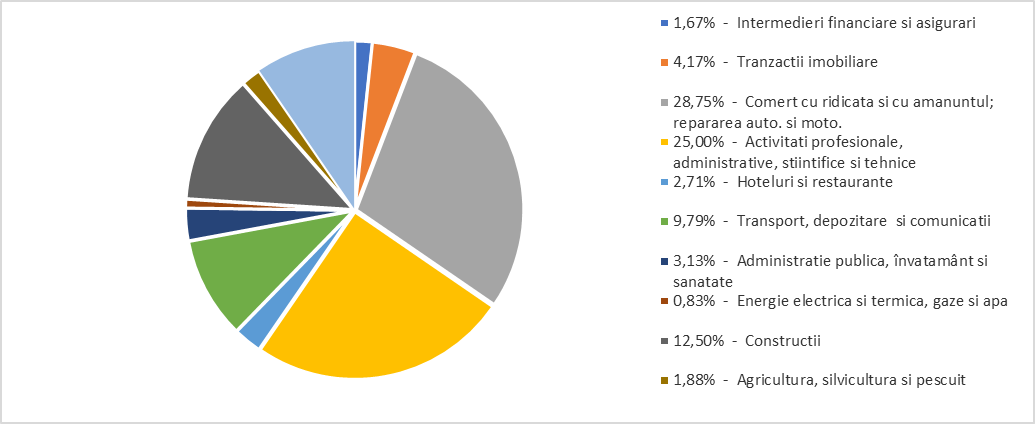 1,67% - Intermedieri financiare si asigurari
4,17% - Tranzactii imobiliare
28,75% - Comert cu ridicata si cu amanuntul;
repararea auto. si moto.
25,00% - Activitati profesionale,
administrative, stiintifice si tehnice
2,71% - Hoteluri si restaurante
9,79% - Transport, depozitare si comunicatii
3,13% - Administratie publica, învatamânt si
sanatate
0,83% - Energie electrica si termica, gaze si apa
12,50% - Constructii
1,88% - Agricultura, silvicultura si pescuit